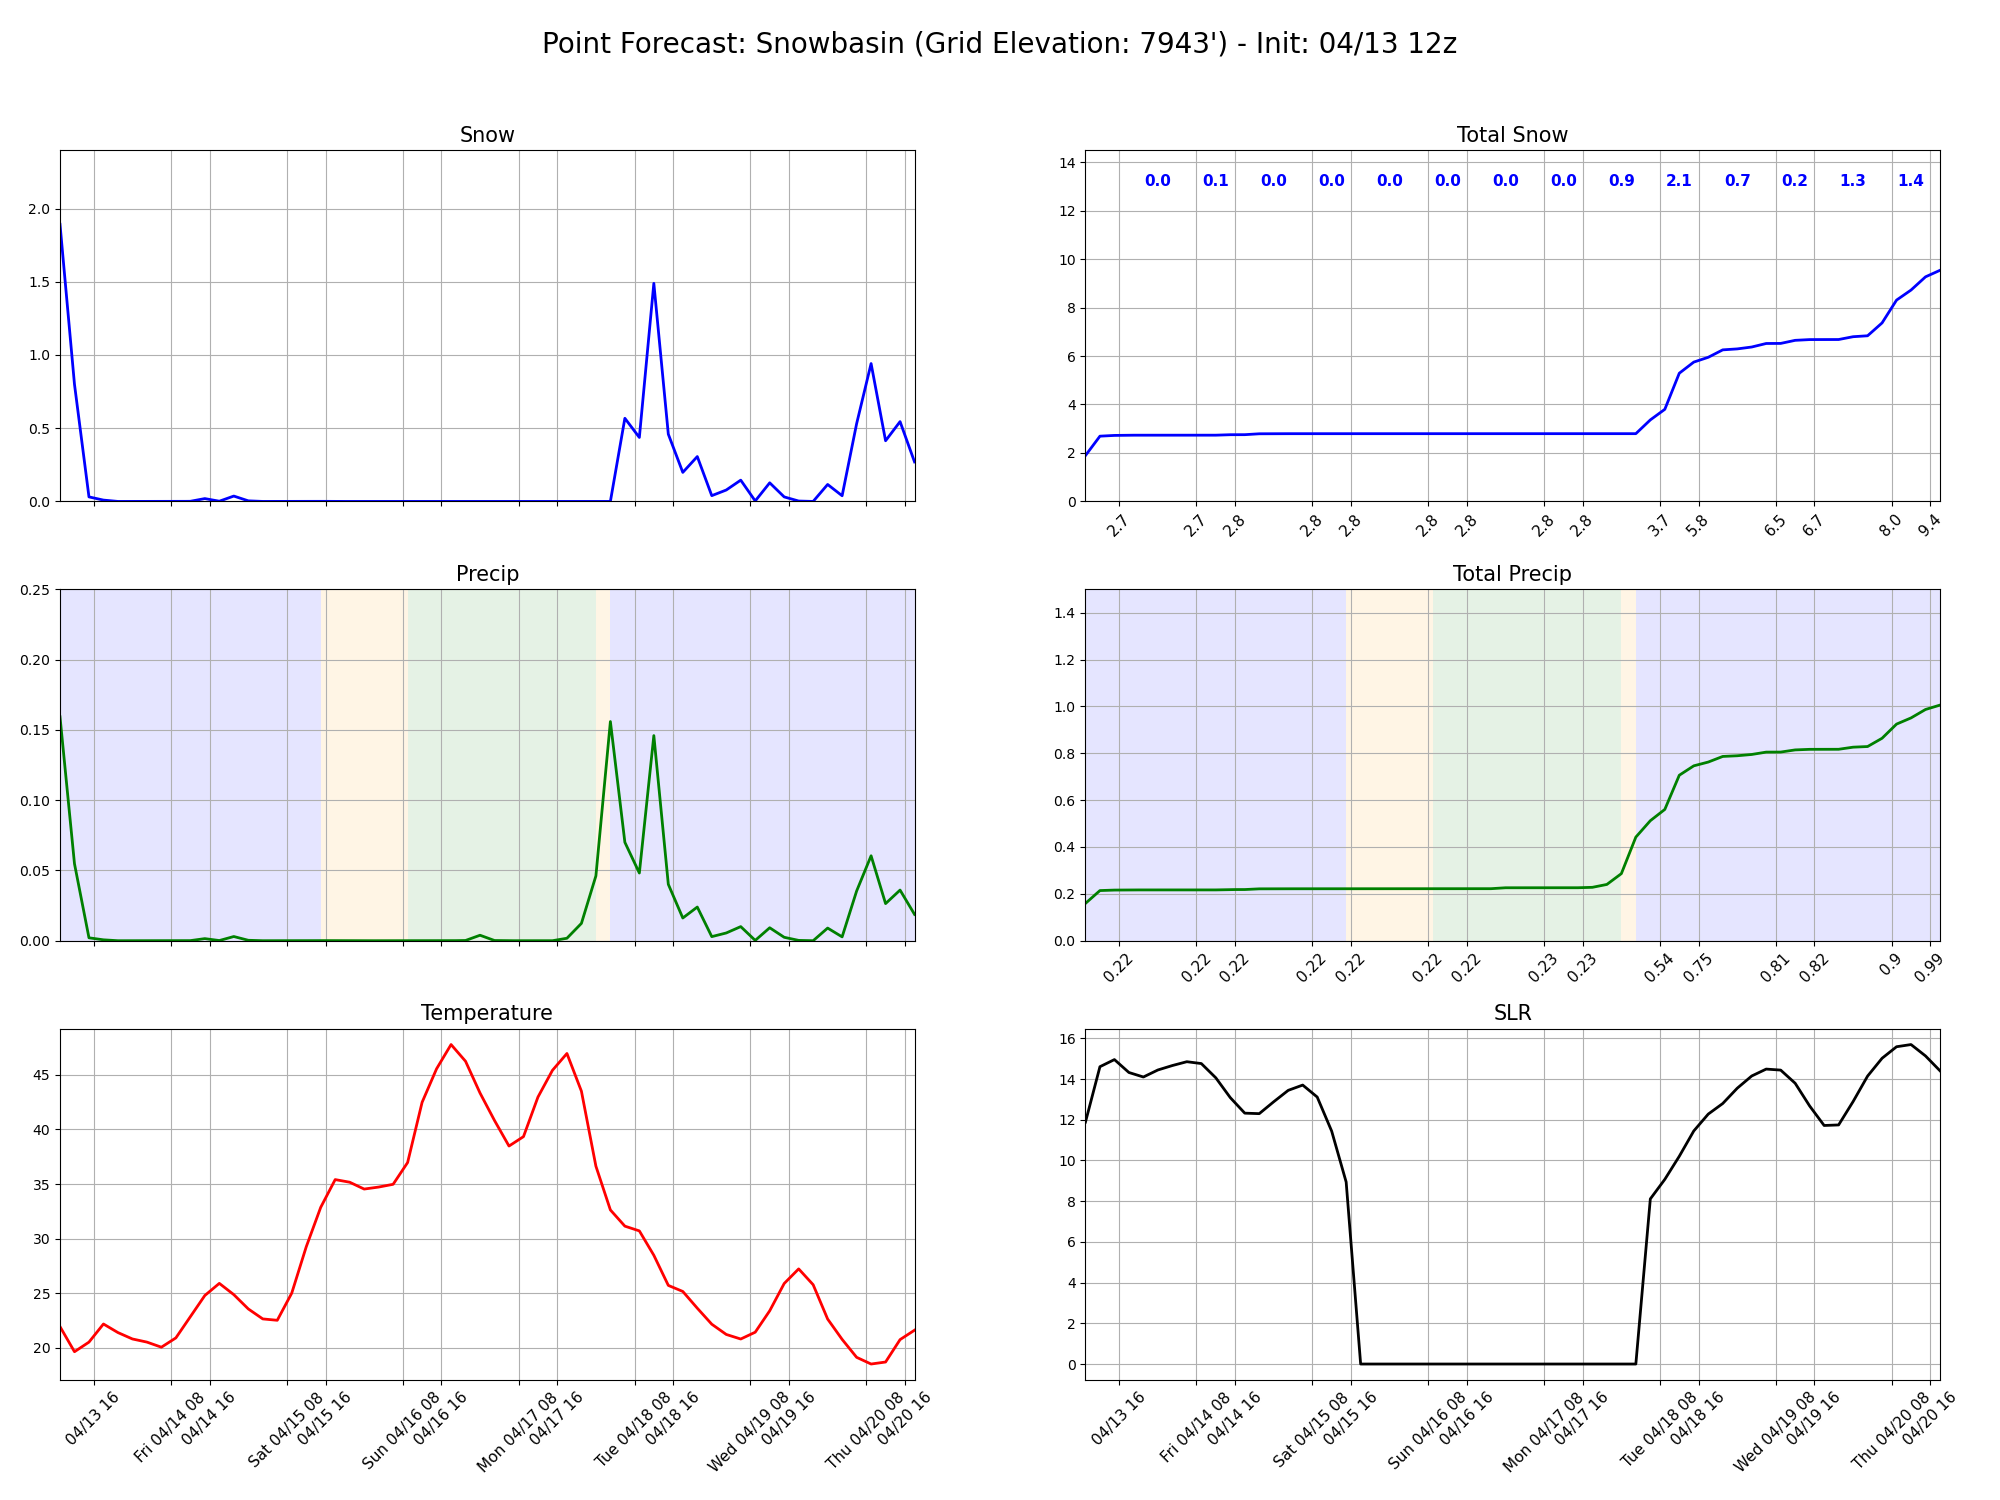 Point Forecast: Snowbasin (Grid Elevation: 7943') - Init: 04/13 12z
Snow
2.0
1.5
1.0
0.5
0.0
Total Snow
14
12
10
8
6
4
2
0
0.0 0.1 0.0 0.0 0.0 0.0 0.0 0.0 0.9 2.1 0.7 0.2 1.3 1.4
2.7 2.7 2.8 2.8 2.8 2.8 2.8 2.8 2.8 3.7 5.8 6.5 6.7 8.0 9.4
Precip
0.25
0.20
0.15
0.10
0.05
0.00
Total Precip
1.4
1.2
1.0
0.8
0.6
0.4
0.2
0.0
0.22 0.22 0.22 0.22 0.22 0.22 0.22 0.23 0.23 0.54 0.75 0.81 0.82 0.9 0.99
Temperature
45
40
35
30
25
20
04/13 16
Fri 04/14 08
04/14 16
Sat 04/15 08
04/15 16
Sun 04/16 08
04/16 16
Mon 04/17 08
04/17 16
Tue 04/18 08
04/18 16
Wed 04/19 08
04/19 16
Thu 04/20 08
04/20 16
SLR
16
14
12
10
8
6
4
2
0
04/13 16
Fri 04/14 08
04/14 16
Sat 04/15 08
04/15 16
Sun 04/16 08
04/16 16
Mon 04/17 08
04/17 16
Tue 04/18 08
04/18 16
Wed 04/19 08
04/19 16
Thu 04/20 08
04/20 16